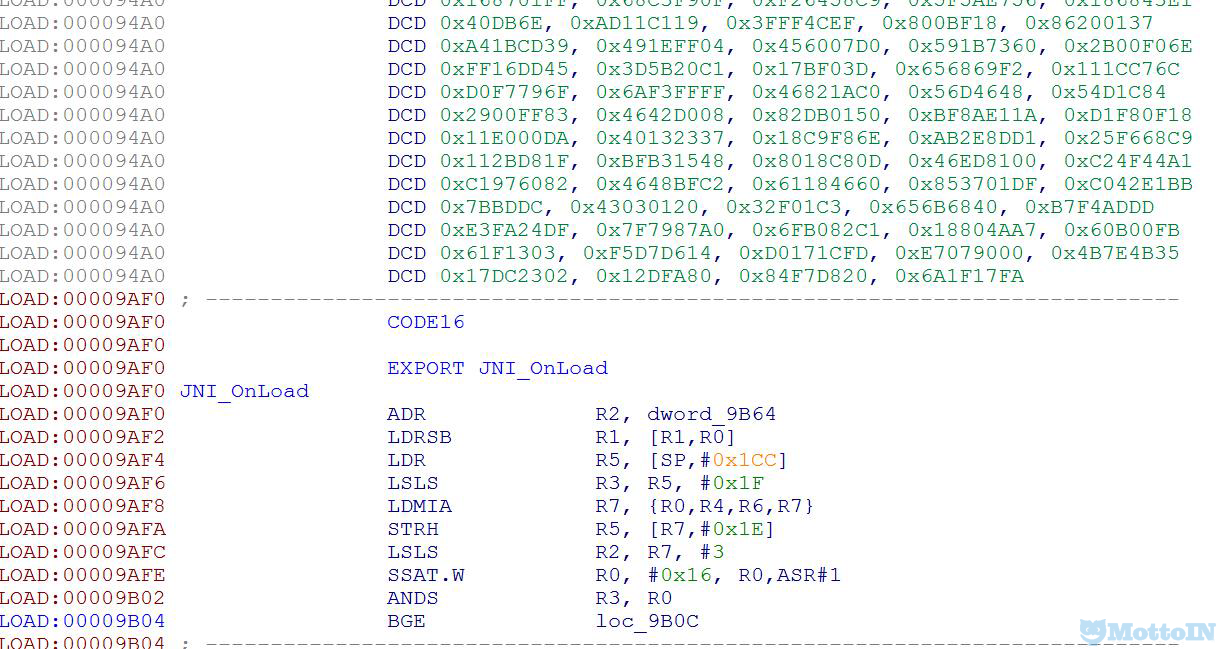 LOAD:000094A0 DCD 0x40DB6E, 0xAD11C119, 0x3FFF4CEF, 0x800BF18, 0x86200137
LOAD:000094A0 DCD 0xA41BCD39, 0x491EFF04, 0x456007D0, 0x591B7360, 0x2B00F06E
LOAD:000094A0 DCD 0xFF16DD45, 0x3D5B20C1, 0x17BF03D, 0x656869F2, 0x111CC76C
LOAD:000094A0 DCD 0xD0F7796F, 0x6AF3FFFF, 0x46821AC0, 0x56D4648, 0x54D1C84
LOAD:000094A0 DCD 0x2900FF83, 0x4642D008, 0x82DB0150, 0xBF8AE11A, 0xD1F80F18
LOAD:000094A0 DCD 0x11E000DA, 0x40132337, 0x18C9F86E, 0xAB2E8DD1, 0x25F668C9
LOAD:000094A0 DCD 0x112BD81F, 0xBFB31548, 0x8018C80D, 0x46ED8100, 0xC24F44A1
LOAD:000094A0 DCD 0xC1976082, 0x4648BFC2, 0x61184660, 0x853701DF, 0xC042E1BB
LOAD:000094A0 DCD 0x7BBDDC, 0x43030120, 0x32F01C3, 0x656B6840, 0xB7F4ADDD
LOAD:000094A0 DCD 0xE3FA24DF, 0x7F7987A0, 0x6FB082C1, 0x18804AA7, 0x60B00FB
LOAD:000094A0 DCD 0x61F1303, 0xF5D7D614, 0xD0171CFD, 0xE7079000, 0x4B7E4B35
LOAD:000094A0 DCD 0x17DC2302, 0x12DFA80, 0x84F7D820, 0x6A1F17FA
LOAD:00009AF0 ; ---------------------------------------------------------------------------
LOAD:00009AF0 CODE16
LOAD:00009AF0
LOAD:00009AF0 EXPORT JNI_OnLoad
LOAD:00009AF0 JNI_OnLoad
LOAD:00009AF0 ADR R2, dword_9B64
LOAD:00009AF2 LDRSB R1, [R1,R0]
LOAD:00009AF4 LDR R5, [SP,#0x1CC]
LOAD:00009AF6 LSLS R3, R5, #0x1F
LOAD:00009AF8 LDMIA R7, {R0,R4,R6,R7}
LOAD:00009AFA STRH R5, [R7,#0x1E]
LOAD:00009AFC LSLS R2, R7, #3
LOAD:00009AFE SSAT.W R0, #0x16, R0,ASR#1
LOAD:00009B02 ANDS R3, R0
LOAD:00009B04 BGE loc_9B0C
LOAD:00009B04 ; ---------------------------------------------------------------------------
MottoIN